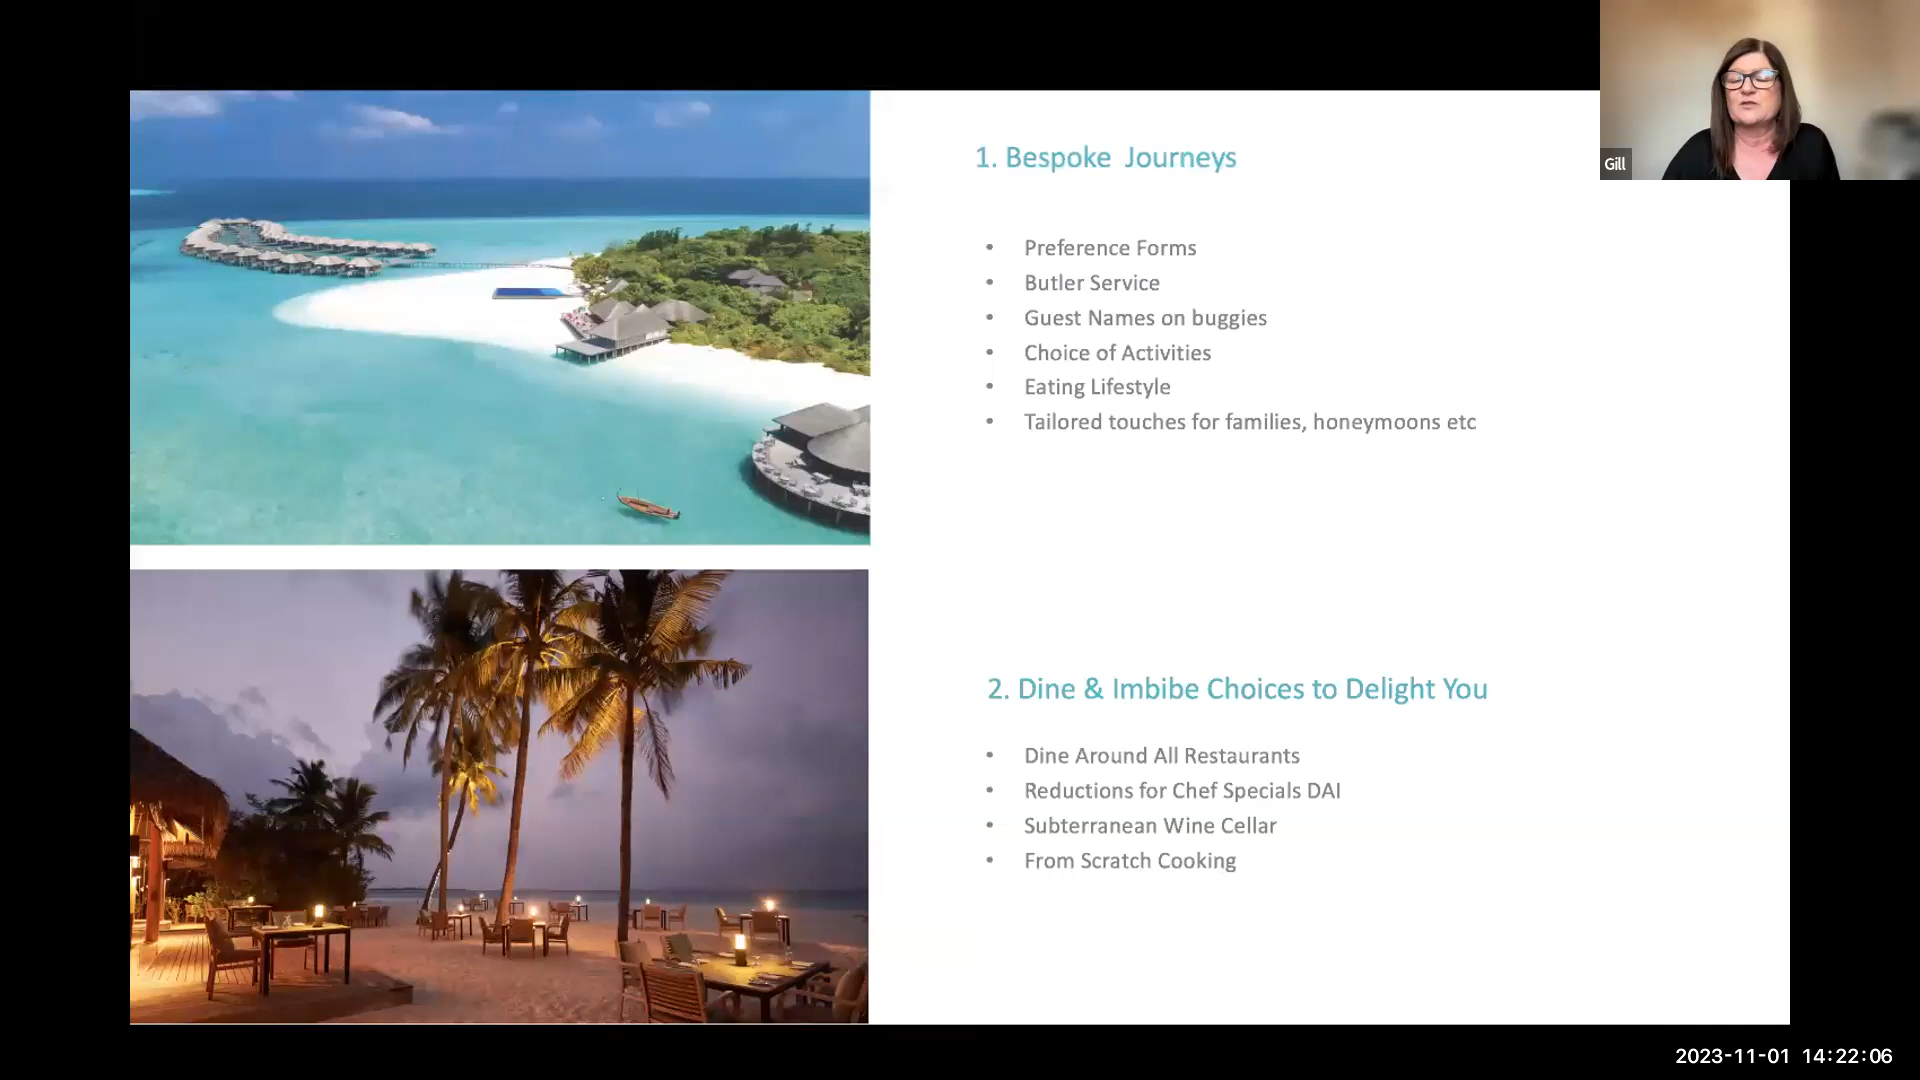 Gill
1. Bespoke Journeys
• Preference Forms
• Butler Service
• Guest Names on buggies
• Choice of Activities
• Eating Lifestyle
• Tailored touches for families, honeymoons etc
2. Dine & Imbibe Choices to Delight You
• Dine Around All Restaurants
• Reductions for Chef Specials DAI
• Subterranean Wine Cellar
• From Scratch Cooking
2023-11-01 14:22:06